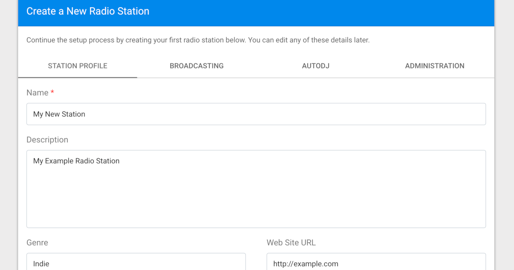 Create a New Radio Station
Continue the setup process by creating your first radio station below. You can edit any of these details later.
STATION PROFILE BROADCASTING AUTODJ ADMINISTRATION
Name *
My New Station
Description
My Example Radio Station
Genre Web Site URL
Indie http://example.com